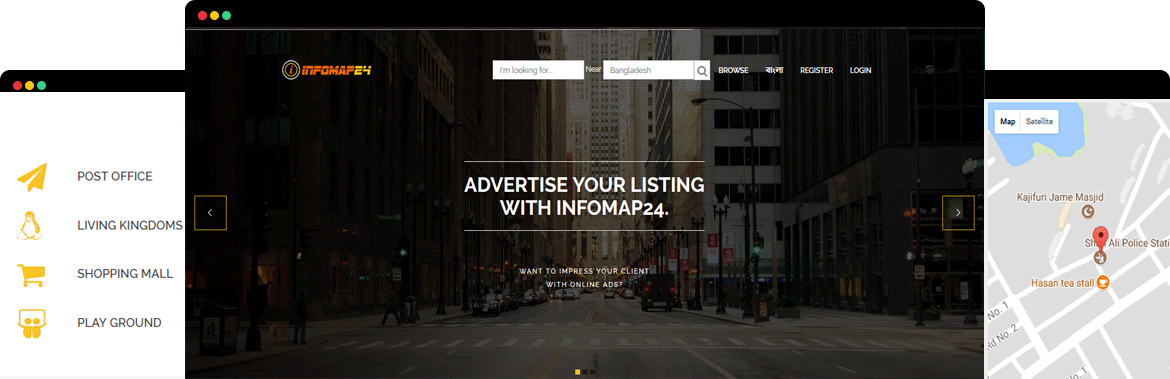 POST OFFICE
LIVING KINGDOMS
SHOPPING MALL
PLAY GROUND
i INFOMAP24
I'm looking for..
Near
Bangladesh
BROWSE
বাংলা
REGISTER
LOGIN
ADVERTISE YOUR LISTING
WITH INFOMAP24.
WANT TO IMPRESS YOUR CLIENT
WITH ONLINE ADS?
Map
Satellite
Kajifuri Jame Masjid
Ali Police Stati
Hasan tea stall
No. 1
Rd No. 2
No. 1